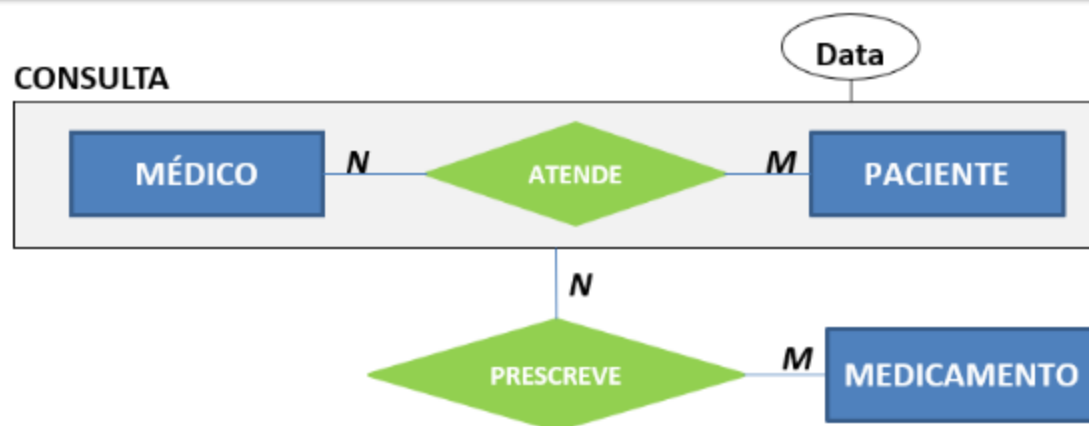 Data
CONSULTA
MÉDICO N ATENDE M PACIENTE
N
PRESCREVE M MEDICAMENTO